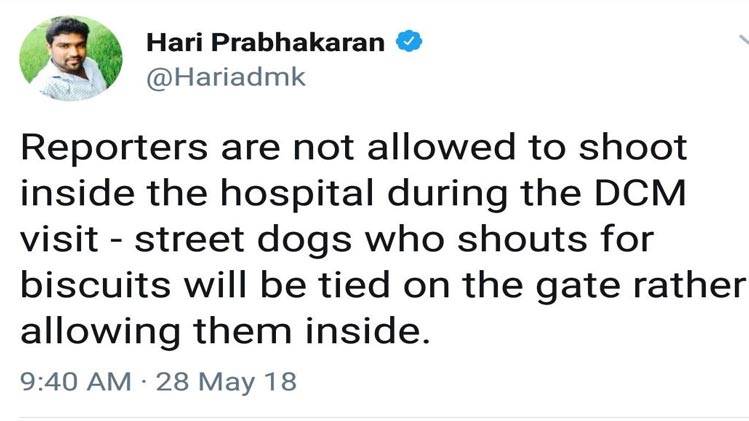 Hari Prabhakaran
@Hariadmk
Reporters are not allowed to shoot
inside the hospital during the DCM
visit - street dogs who shouts for
biscuits will be tied on the gate rather
allowing them inside.
9:40 AM · 28 May 18